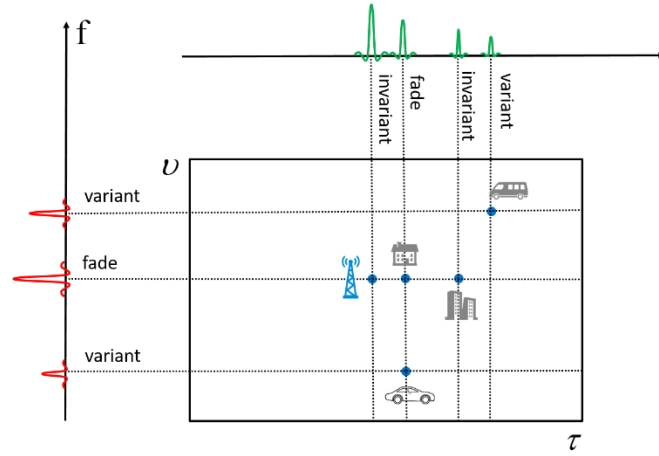 f
invariant
fade
invariant
variant
υ
variant
fade
variant
τ